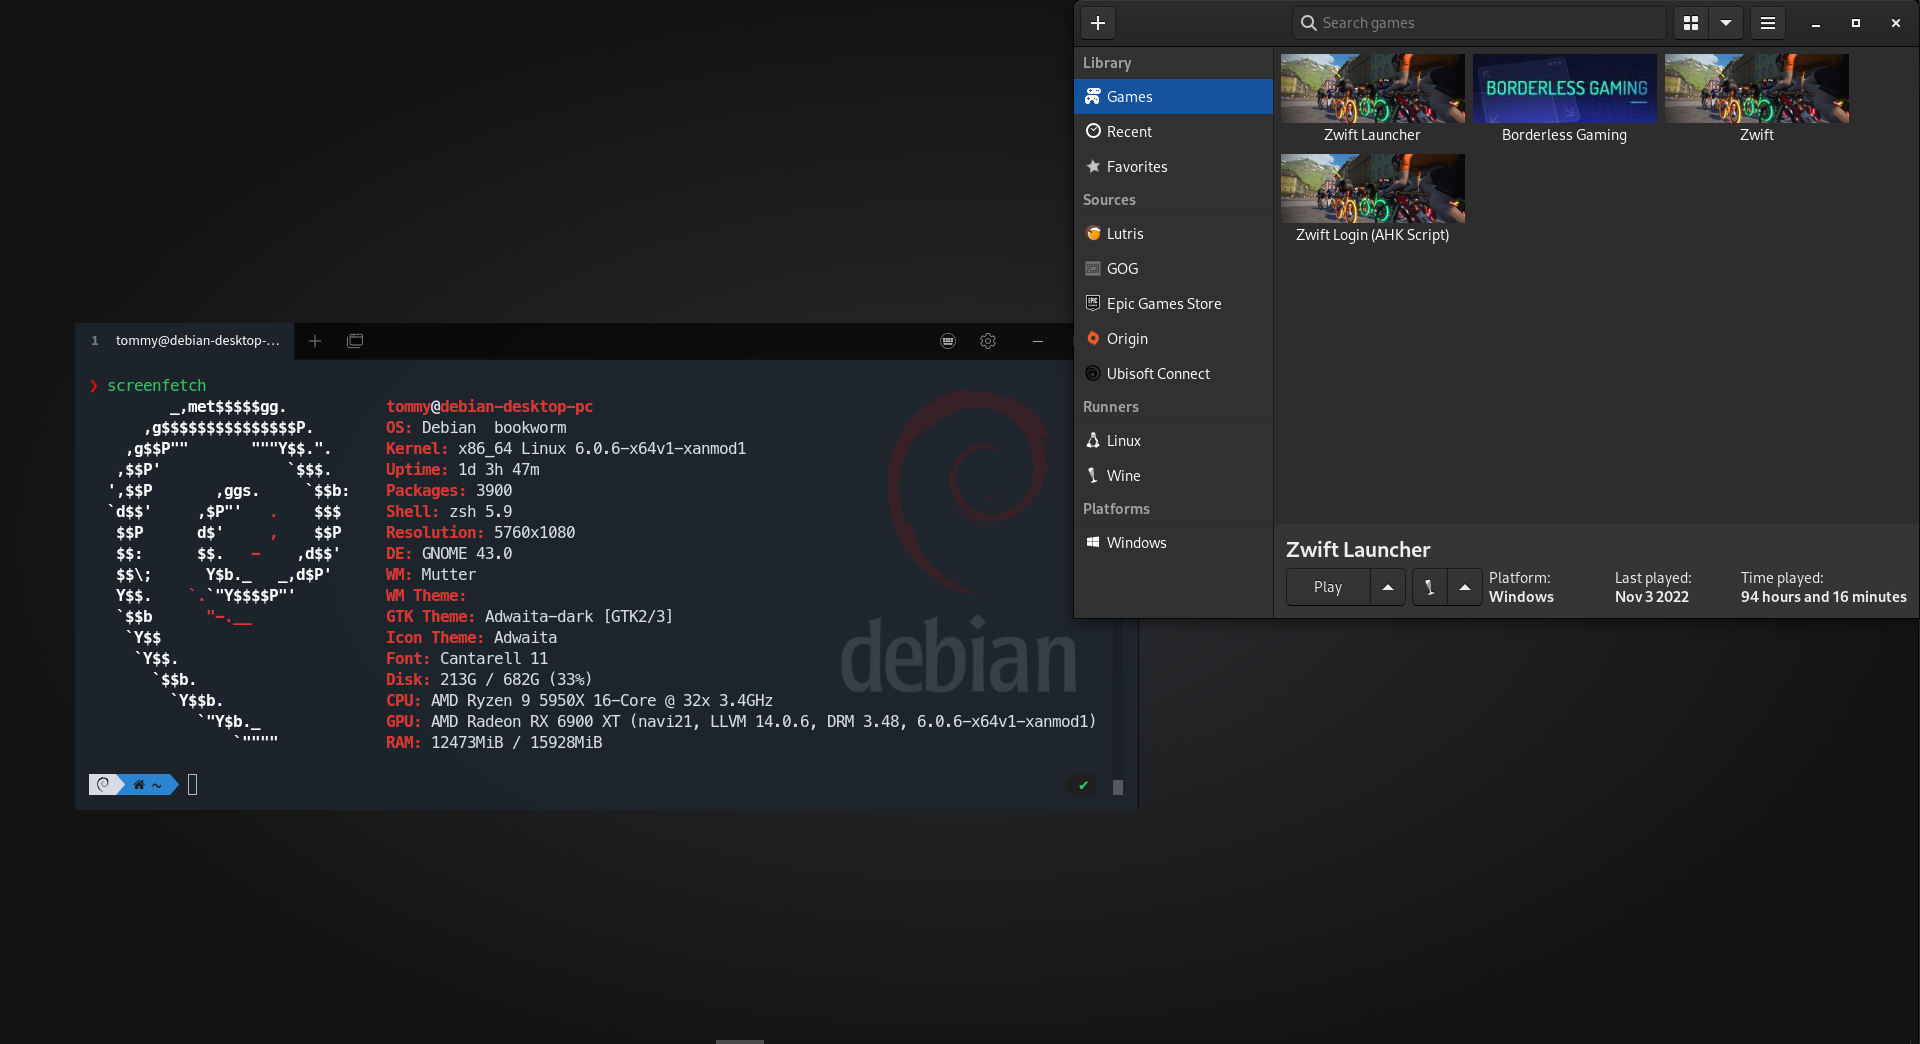 1 tommy@debian-desktop-...
❯ screenfetch
_,met$$$$$gg.
,g$$$$$$$$$$$$$$$P.
,g$$P"" """Y$$.".
,$$P' `$$$.
',$$P ,ggs. `$$b:
`d$$' ,$P"' . $$$
$$P d$' , $$P
$$: $$. - ,d$$'
$$\; Y$b._ _,d$P'
Y$$. `.`"Y$$$$P"'
`$$b "-.__
`Y$$
`Y$$.
`$$b.
`Y$$b.
`"Y$b._
`""""
tommy@debian-desktop-pc
OS: Debian bookworm
Kernel: x86_64 Linux 6.0.6-x64v1-xanmod1
Uptime: 1d 3h 47m
Packages: 3900
Shell: zsh 5.9
Resolution: 5760x1080
DE: GNOME 43.0
WM: Mutter
WM Theme:
GTK Theme: Adwaita-dark [GTK2/3]
Icon Theme: Adwaita
Font: Cantarell 11
Disk: 213G / 682G (33%)
CPU: AMD Ryzen 9 5950X 16-Core @ 32x 3.4GHz
GPU: AMD Radeon RX 6900 XT (navi21, LLVM 14.0.6, DRM 3.48, 6.0.6-x64v1-xanmod1)
RAM: 12473MiB / 15928MiB
~
debian
Search games
Library
Games
Recent
Favorites
Sources
Lutris
GOG
Epic Games Store
Origin
Ubisoft Connect
Runners
Linux
Wine
Platforms
Windows
Zwift Launcher
BORDERLESS GAMING
Borderless Gaming
Zwift
Zwift Login (AHK Script)
Zwift Launcher
Play
Platform:
Windows
Last played:
Nov 3 2022
Time played:
94 hours and 16 minutes